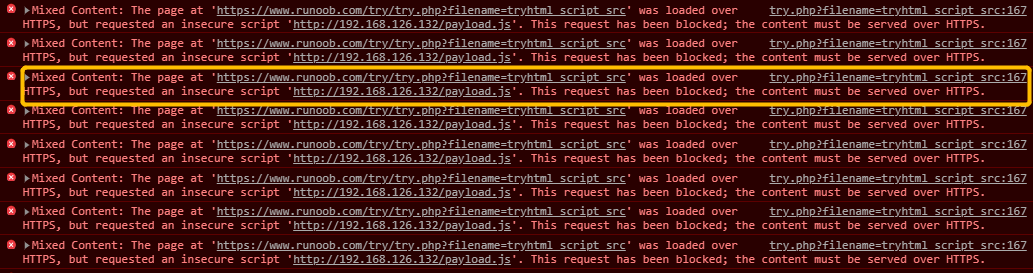 Mixed Content: The page at 'https://www.runoob.com/try/try.php?filename=tryhtml_script_src' was loaded over try.php?filename=tryhtml_script_src:167
HTTPS, but requested an insecure script 'http://192.168.126.132/payload.js'. This request has been blocked; the content must be served over HTTPS.
Mixed Content: The page at 'https://www.runoob.com/try/try.php?filename=tryhtml_script_src' was loaded over try.php?filename=tryhtml_script_src:167
HTTPS, but requested an insecure script 'http://192.168.126.132/payload.js'. This request has been blocked; the content must be served over HTTPS.
Mixed Content: The page at 'https://www.runoob.com/try/try.php?filename=tryhtml_script_src' was loaded over try.php?filename=tryhtml_script_src:167
HTTPS, but requested an insecure script 'http://192.168.126.132/payload.js'. This request has been blocked; the content must be served over HTTPS.
Mixed Content: The page at 'https://www.runoob.com/try/try.php?filename=tryhtml_script_src' was loaded over try.php?filename=tryhtml_script_src:167
HTTPS, but requested an insecure script 'http://192.168.126.132/payload.js'. This request has been blocked; the content must be served over HTTPS.
Mixed Content: The page at 'https://www.runoob.com/try/try.php?filename=tryhtml_script_src' was loaded over try.php?filename=tryhtml_script_src:167
HTTPS, but requested an insecure script 'http://192.168.126.132/payload.js'. This request has been blocked; the content must be served over HTTPS.
Mixed Content: The page at 'https://www.runoob.com/try/try.php?filename=tryhtml_script_src' was loaded over try.php?filename=tryhtml_script_src:167
HTTPS, but requested an insecure script 'http://192.168.126.132/payload.js'. This request has been blocked; the content must be served over HTTPS.
Mixed Content: The page at 'https://www.runoob.com/try/try.php?filename=tryhtml_script_src' was loaded over try.php?filename=tryhtml_script_src:167
HTTPS, but requested an insecure script 'http://192.168.126.132/payload.js'. This request has been blocked; the content must be served over HTTPS.
Mixed Content: The page at 'https://www.runoob.com/try/try.php?filename=tryhtml_script_src' was loaded over try.php?filename=tryhtml_script_src:167
HTTPS, but requested an insecure script 'http://192.168.126.132/payload.js'. This request has been blocked; the content must be served over HTTPS.